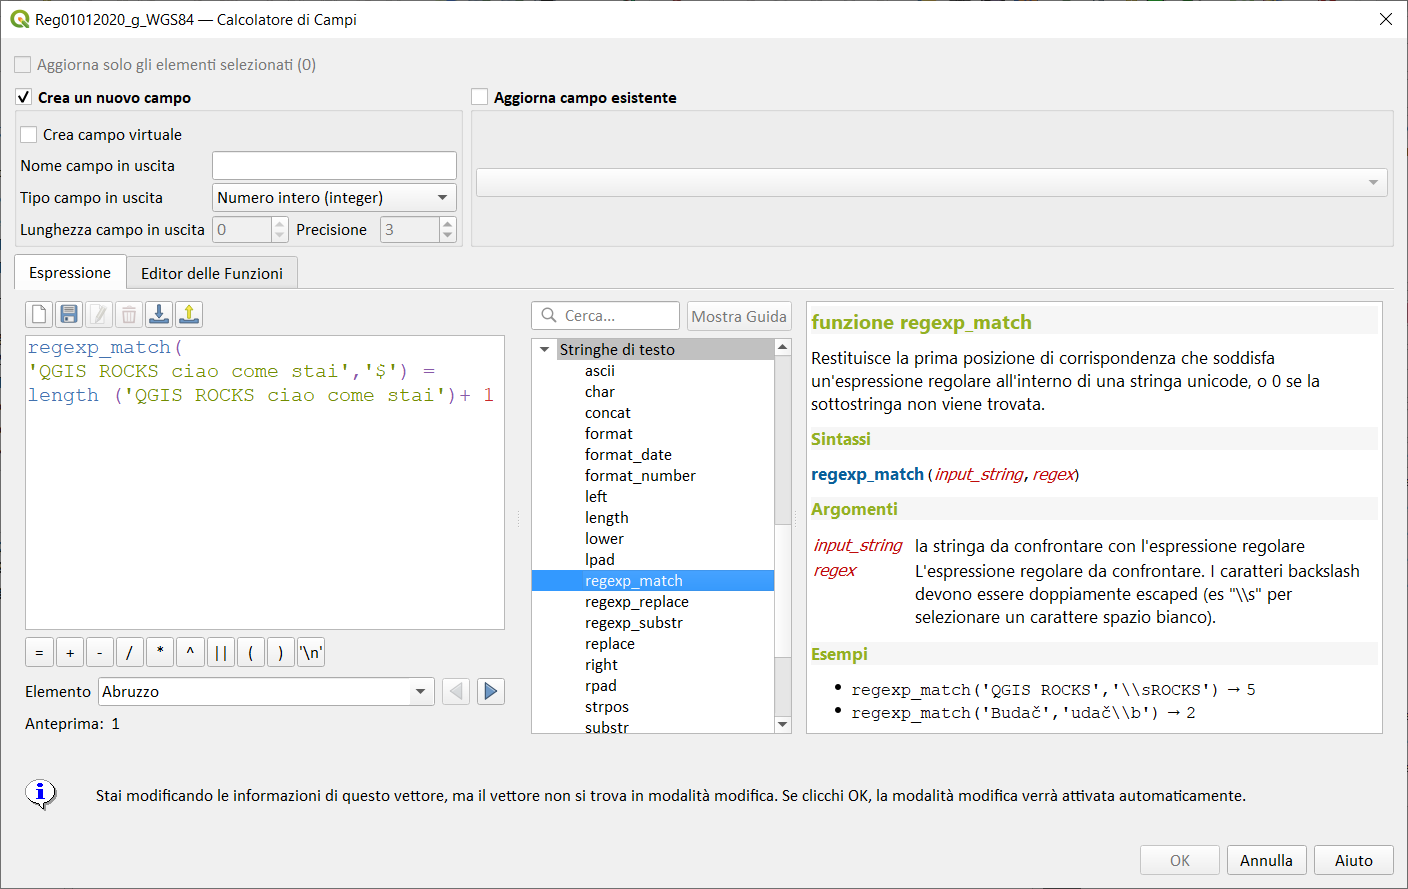 Reg01012020_g_WGS84 — Calcolatore di Campi
Aggiorna solo gli elementi selezionati (0)
Crea un nuovo campo
Aggiorna campo esistente
Crea campo virtuale
Nome campo in uscita
Tipo campo in uscita Numero intero (integer)
Lunghezza campo in uscita 0 Precisione 3
Espressione
Editor delle Funzioni
regexp_match(
'QGIS ROCKS ciao come stai','$') =
length ('QGIS ROCKS ciao come stai')+ 1
= + - / * ^ || ( ) '\n'
Elemento Abruzzo
Anteprima: 1
Cerca...
Mostra Guida
Stringhe di testo
ascii
char
concat
format
format_date
format_number
left
length
lower
lpad
regexp_match
regexp_replace
regexp_substr
replace
right
rpad
strpos
substr
funzione regexp_match
Restituisce la prima posizione di corrispondenza che soddisfa
un'espressione regolare all'interno di una stringa unicode, o 0 se la
sottostringa non viene trovata.
Sintassi
regexp_match(input_string,regex)
Argomenti
input_string la stringa da confrontare con l'espressione regolare
regex L'espressione regolare da confrontare. I caratteri backslash
devono essere doppiamente escaped (es "\\s" per
selezionare un carattere spazio bianco).
Esempi
• regexp_match('QGIS ROCKS','\\sROCKS') → 5
• regexp_match('Budač','udač\\b') → 2
Stai modificando le informazioni di questo vettore, ma il vettore non si trova in modalità modifica. Se clicchi OK, la modalità modifica verrà attivata automaticamente.
OK
Annulla
Aiuto